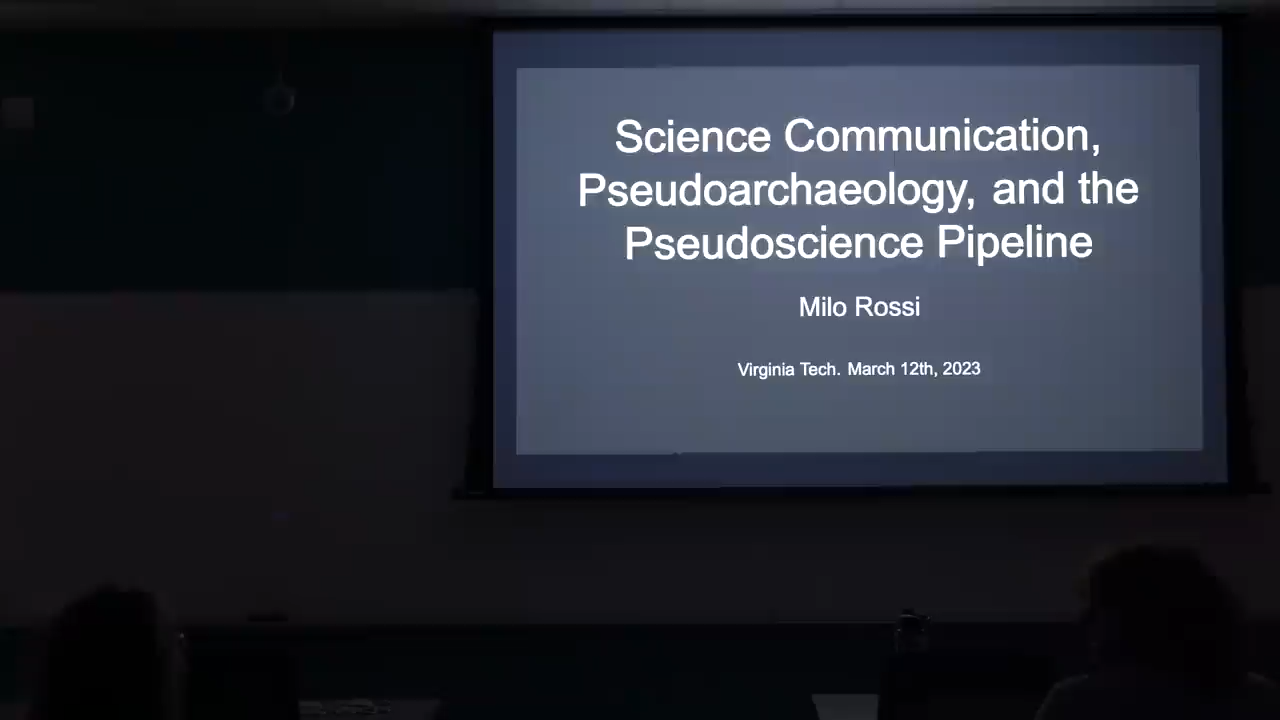 Science Communication,
Pseudoarchaeology, and the
Pseudoscience Pipeline
Milo Rossi
Virginia Tech. March 12th, 2023